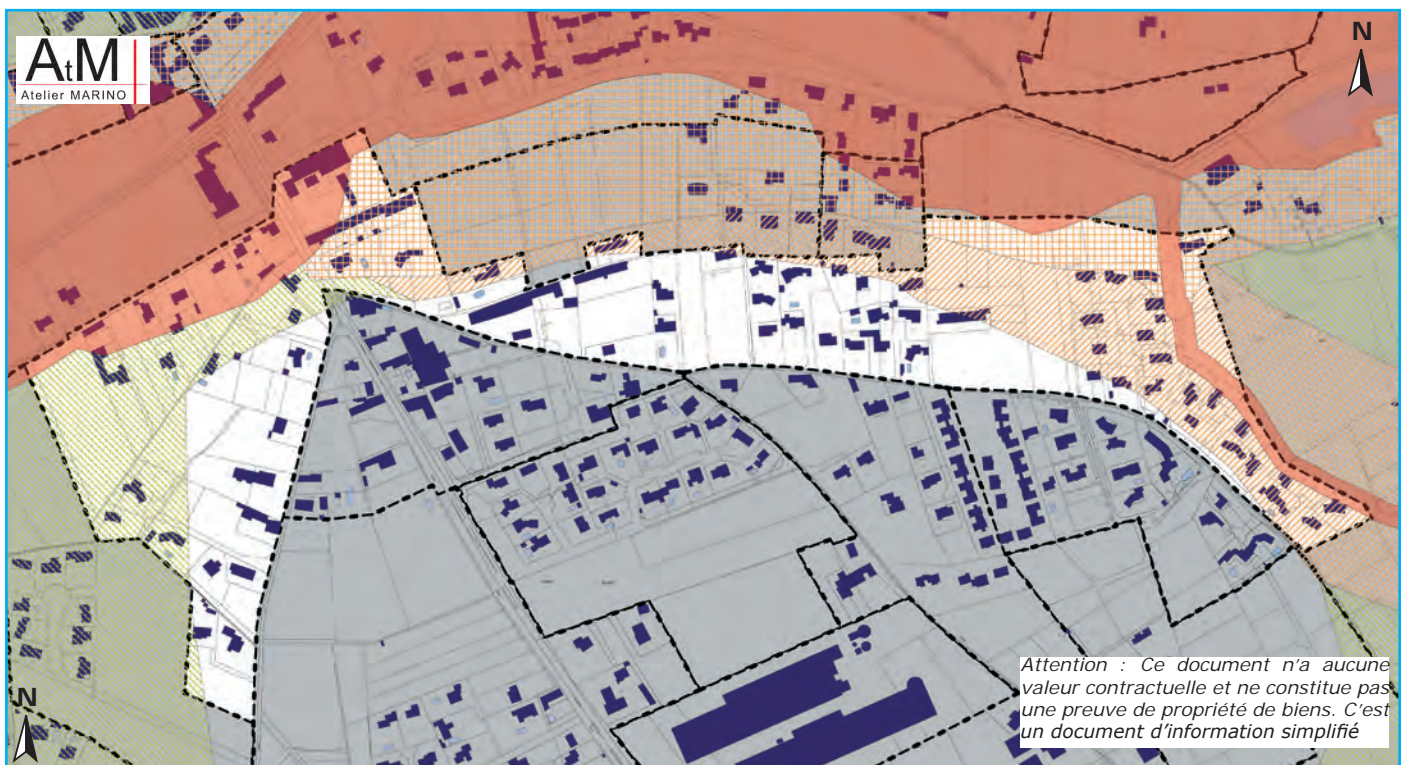 AtM
Atelier MARINO
N
Attention : Ce document n'a aucune
valeur contractuelle et ne constitue pas
une preuve de propriété de biens. C'est
un document d'information simplifié
N